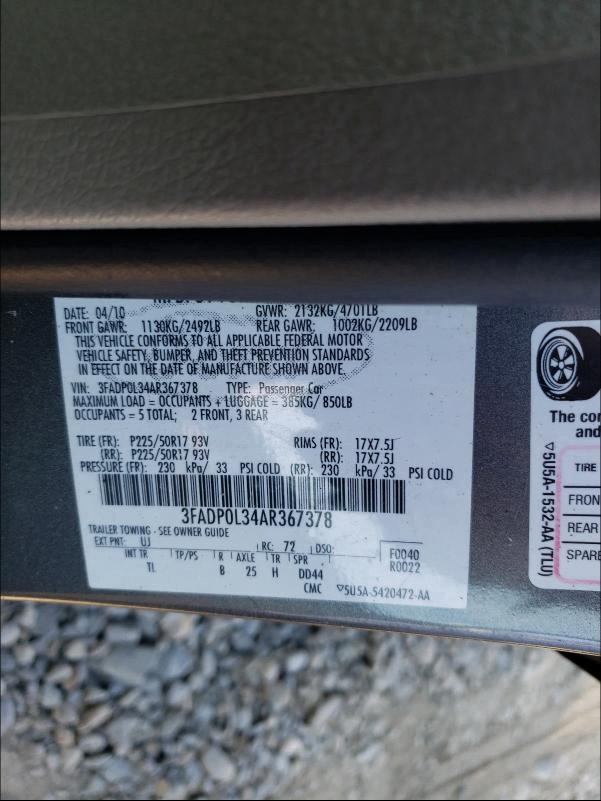 DATE: 04/10 GVWR: 2132KG/4701LB
FRONT GAWR: 1130KG/2492LB REAR GAWR: 1002KG/2209LB
THIS VEHICLE CONFORMS TO ALL APPLICABLE FEDERAL MOTOR
VEHICLE SAFETY, BUMPER, AND THEFT PREVENTION STANDARDS
IN EFFECT ON THE DATE OF MANUFACTURE SHOWN ABOVE.
VIN: 3FADP0L34AR367378 TYPE: Passenger Car
MAXIMUM LOAD = OCCUPANTS + LUGGAGE = 385KG/ 850LB
OCCUPANTS = 5 TOTAL; 2 FRONT, 3 REAR
TIRE (FR): P225/50R17 93V RIMS (FR): 17X7.5J
(RR): P225/50R17 93V (RR): 17X7.5J
PRESSURE (FR): 230 kPa/ 33 PSI COLD (RR): 230 kPa/ 33 PSI COLD
3FADP0L34AR367378
TRAILER TOWING - SEE OWNER GUIDE
EXT PNT: UJ RC: 72 DSO: F0040
R0022
INT TR TP/PS R AXLE TR SPR
TL B 25 H DD44
CMC ▽5U5A-5420472-AA
The
and
▽5U5A-1532-AA (TLU)
TIRE
REAR